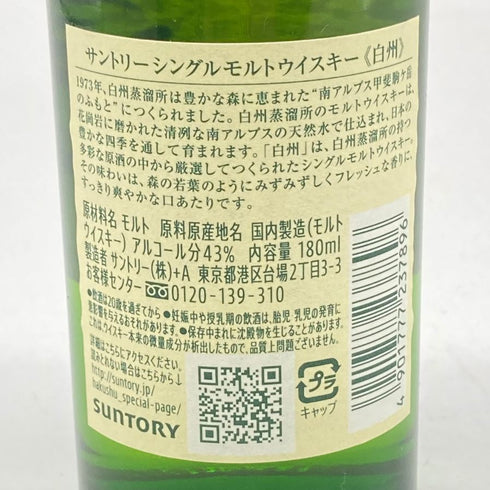 サントリーシングルモルトウイスキー《白州》
1973年、白州蒸溜所は豊かな森に恵まれた“南アルプス甲斐駒ケ岳
のふもと”につくられました。白州蒸溜所のモルトウイスキーは、
花崗岩に磨かれた清冽な南アルプスの天然水で仕込まれ、日本の
豊かな四季を通して育まれます。「白州」は、白州蒸溜所の持つ
多彩な原酒の中から厳選してつくられたシングルモルトウイスキー。
その味わいは、森の若葉のようにみずみずしくフレッシュな香りに、
すっきり爽やかな口あたりです。
原材料名 モルト 原料原産地名 国内製造(モルト
ウイスキー) アルコール分43% 内容量 180ml
製造者 サントリー(株)+A 東京都港区台場2丁目3-3
お客様センター 0120-139-310
●飲酒は20歳を過ぎてから ●妊娠中や授乳期の飲酒は、胎児・乳児の発育に
悪影響を与えるおそれがあります。 ●保存中まれに沈殿物を生じることがありますが、
これは、ウイスキー本来の微量成分が析出したもので、品質上問題ございません。
詳細はこちらにアクセスください。
読みとれない場合はこちらから↓
http://suntory.jp/
hakushu_special-page/
SUNTORY
プラ
キャップ
4 901777 237896